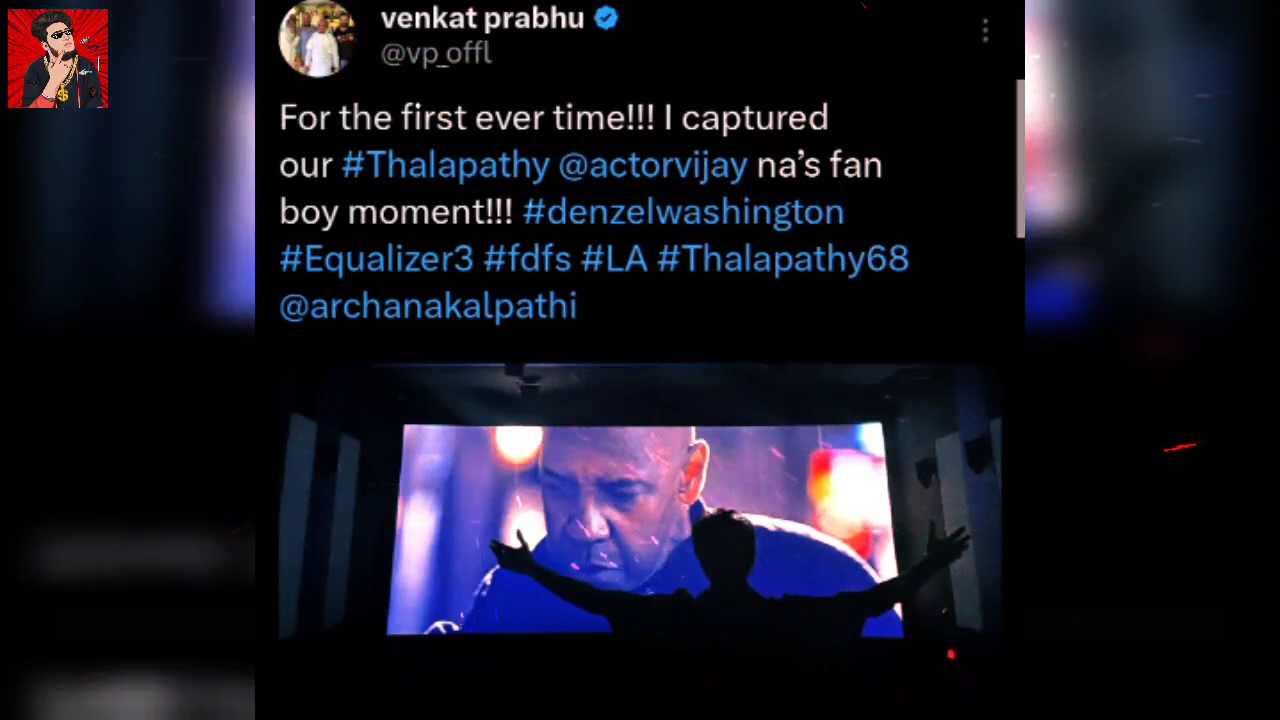 venkat prabhu
@vp_offl
For the first ever time!!! I captured
our #Thalapathy @actorvijay na’s fan
boy moment!!! #denzelwashington
#Equalizer3 #fdfs #LA #Thalapathy68
@archanakalpathi